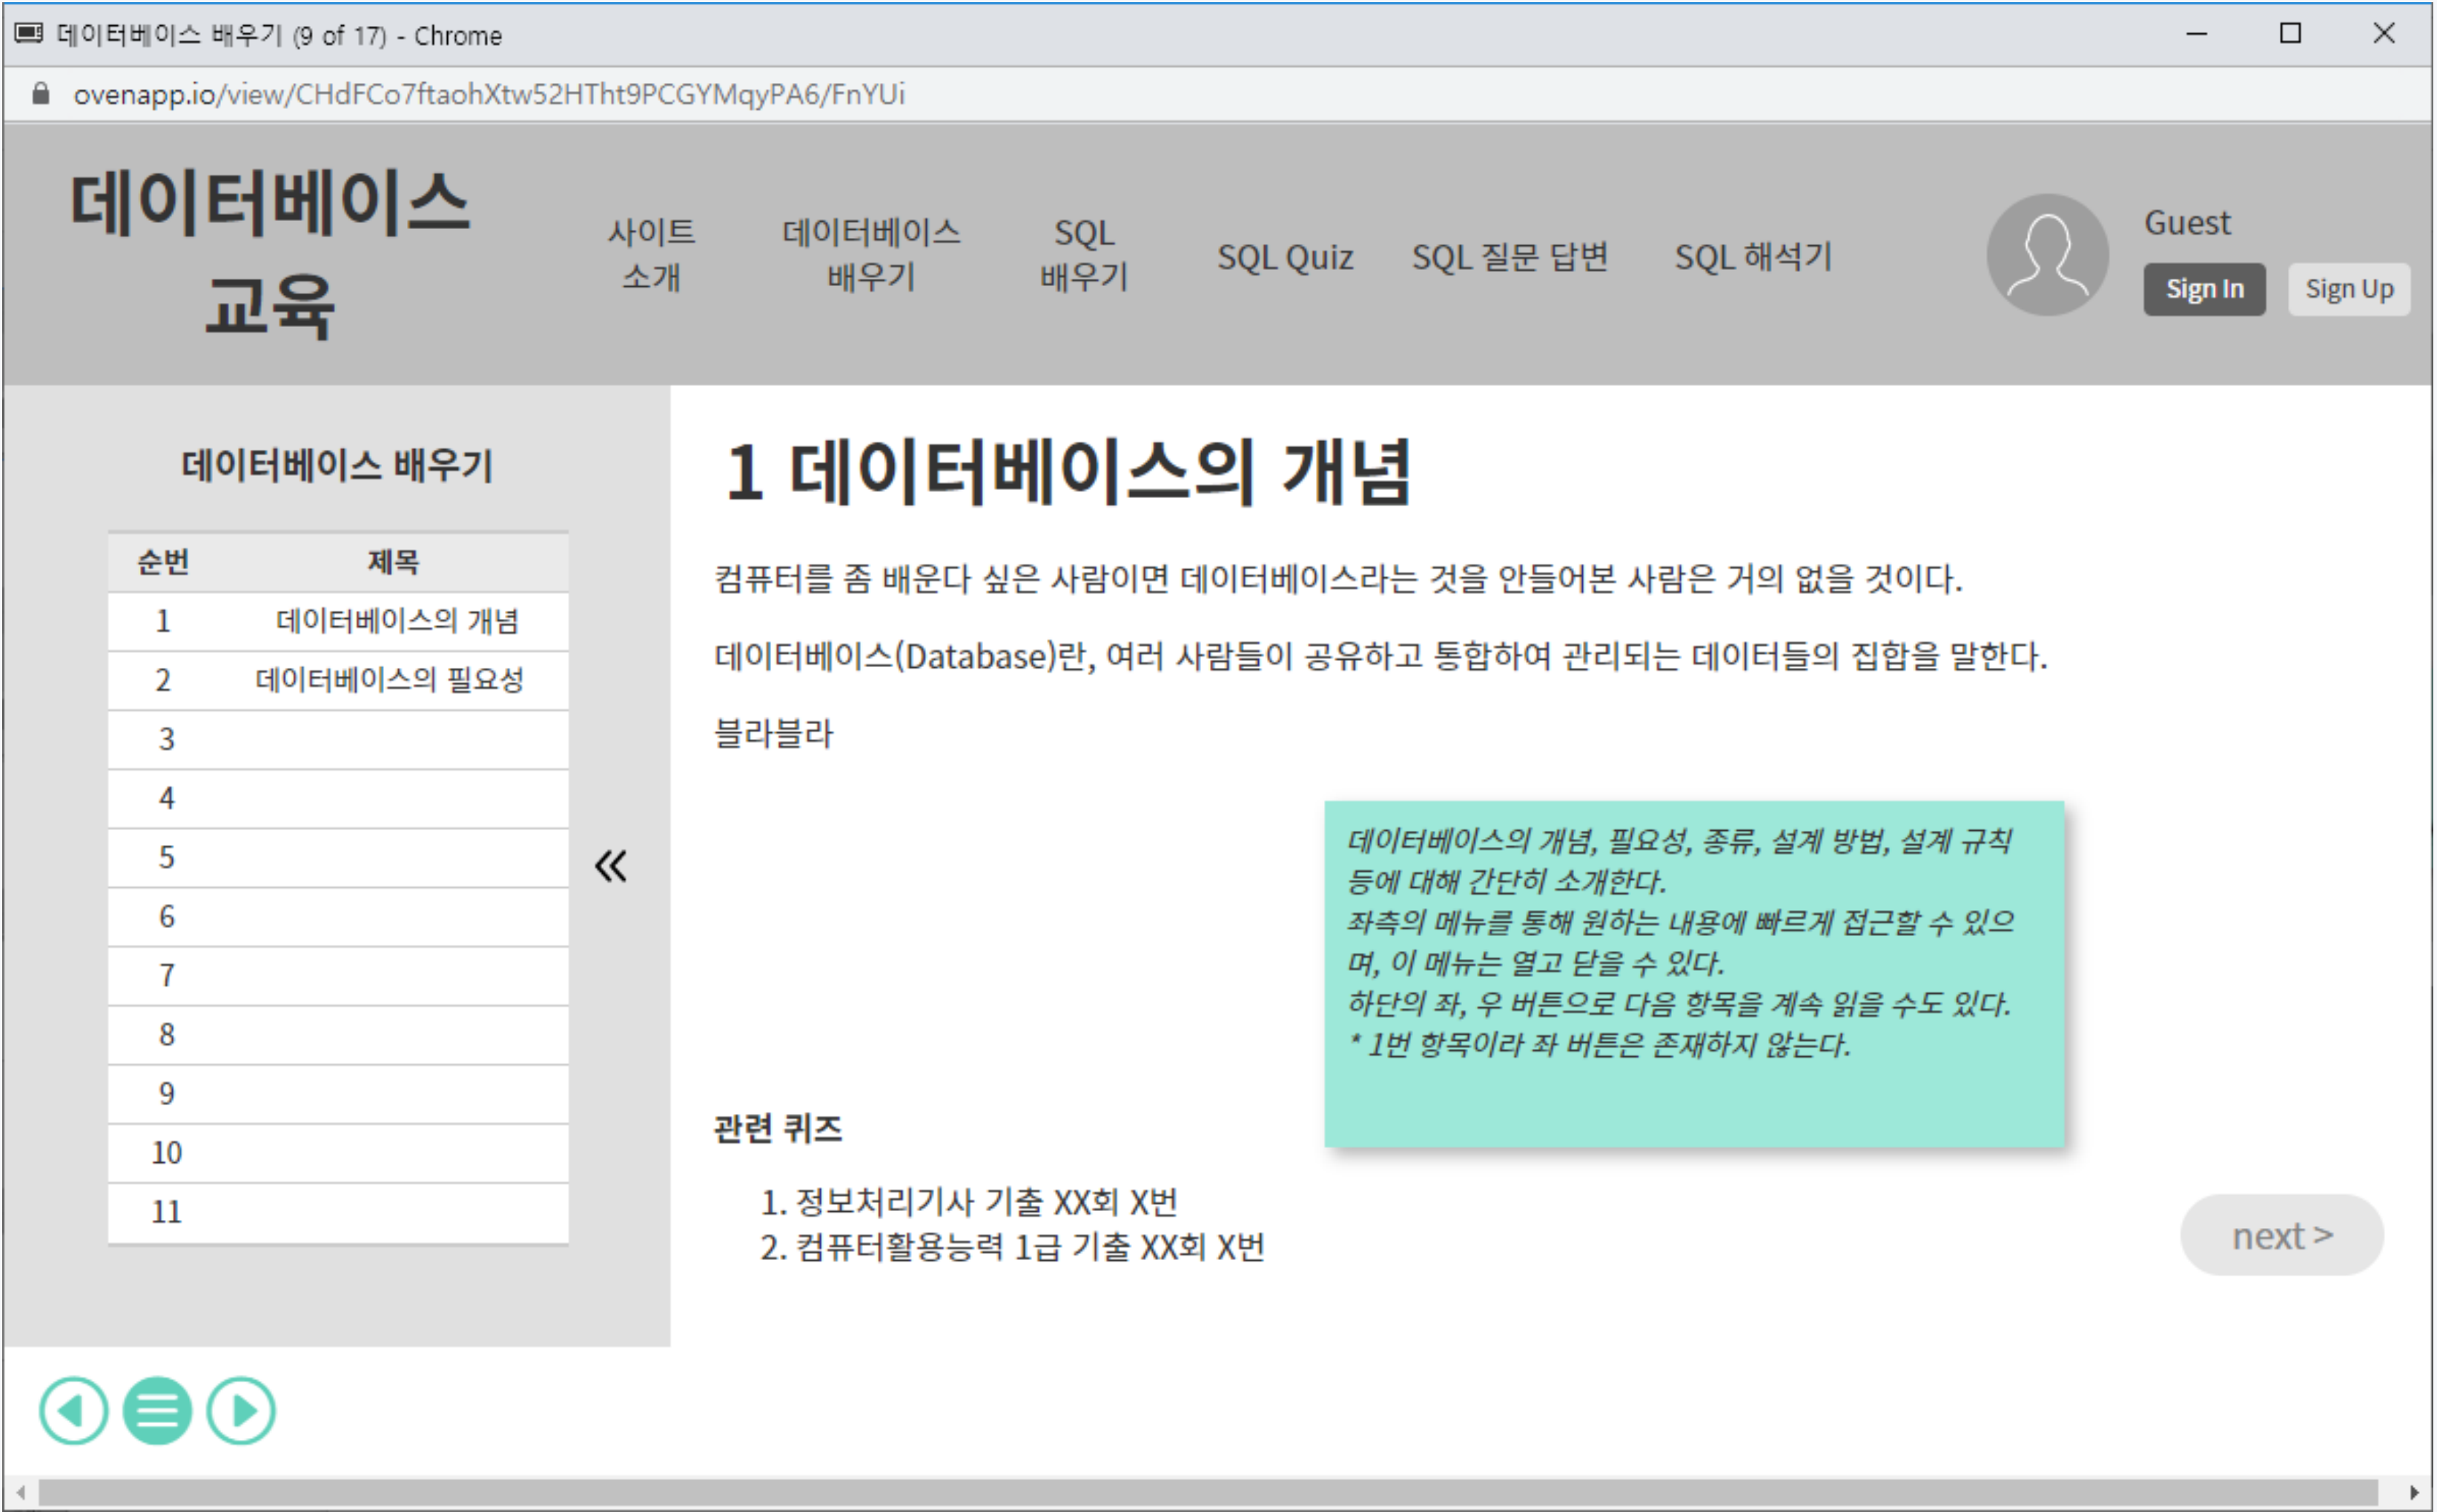 데이터베이스 배우기 (9 of 17) - Chrome
ovenapp.io/view/CHdFCo7ftaohXtw52HTht9PCGYMqyPA6/FnYUi
데이터베이스
교육
사이트
소개
데이터베이스
배우기
SQL
배우기
SQL Quiz
SQL 질문 답변
SQL 해석기
Guest
Sign In
Sign Up
데이터베이스 배우기
순번 제목
1 데이터베이스의 개념
2 데이터베이스의 필요성
3
4
5
6
7
8
9
10
11
«
1 데이터베이스의 개념
컴퓨터를 좀 배운다 싶은 사람이면 데이터베이스라는 것을 안들어본 사람은 거의 없을 것이다.
데이터베이스(Database)란, 여러 사람들이 공유하고 통합하여 관리되는 데이터들의 집합을 말한다.
블라블라
데이터베이스의 개념, 필요성, 종류, 설계 방법, 설계 규칙
등에 대해 간단히 소개한다.
좌측의 메뉴를 통해 원하는 내용에 빠르게 접근할 수 있으
며, 이 메뉴는 열고 닫을 수 있다.
하단의 좌, 우 버튼으로 다음 항목을 계속 읽을 수도 있다.
* 1번 항목이라 좌 버튼은 존재하지 않는다.
관련 퀴즈
1. 정보처리기사 기출 XX회 X번
2. 컴퓨터활용능력 1급 기출 XX회 X번
next >